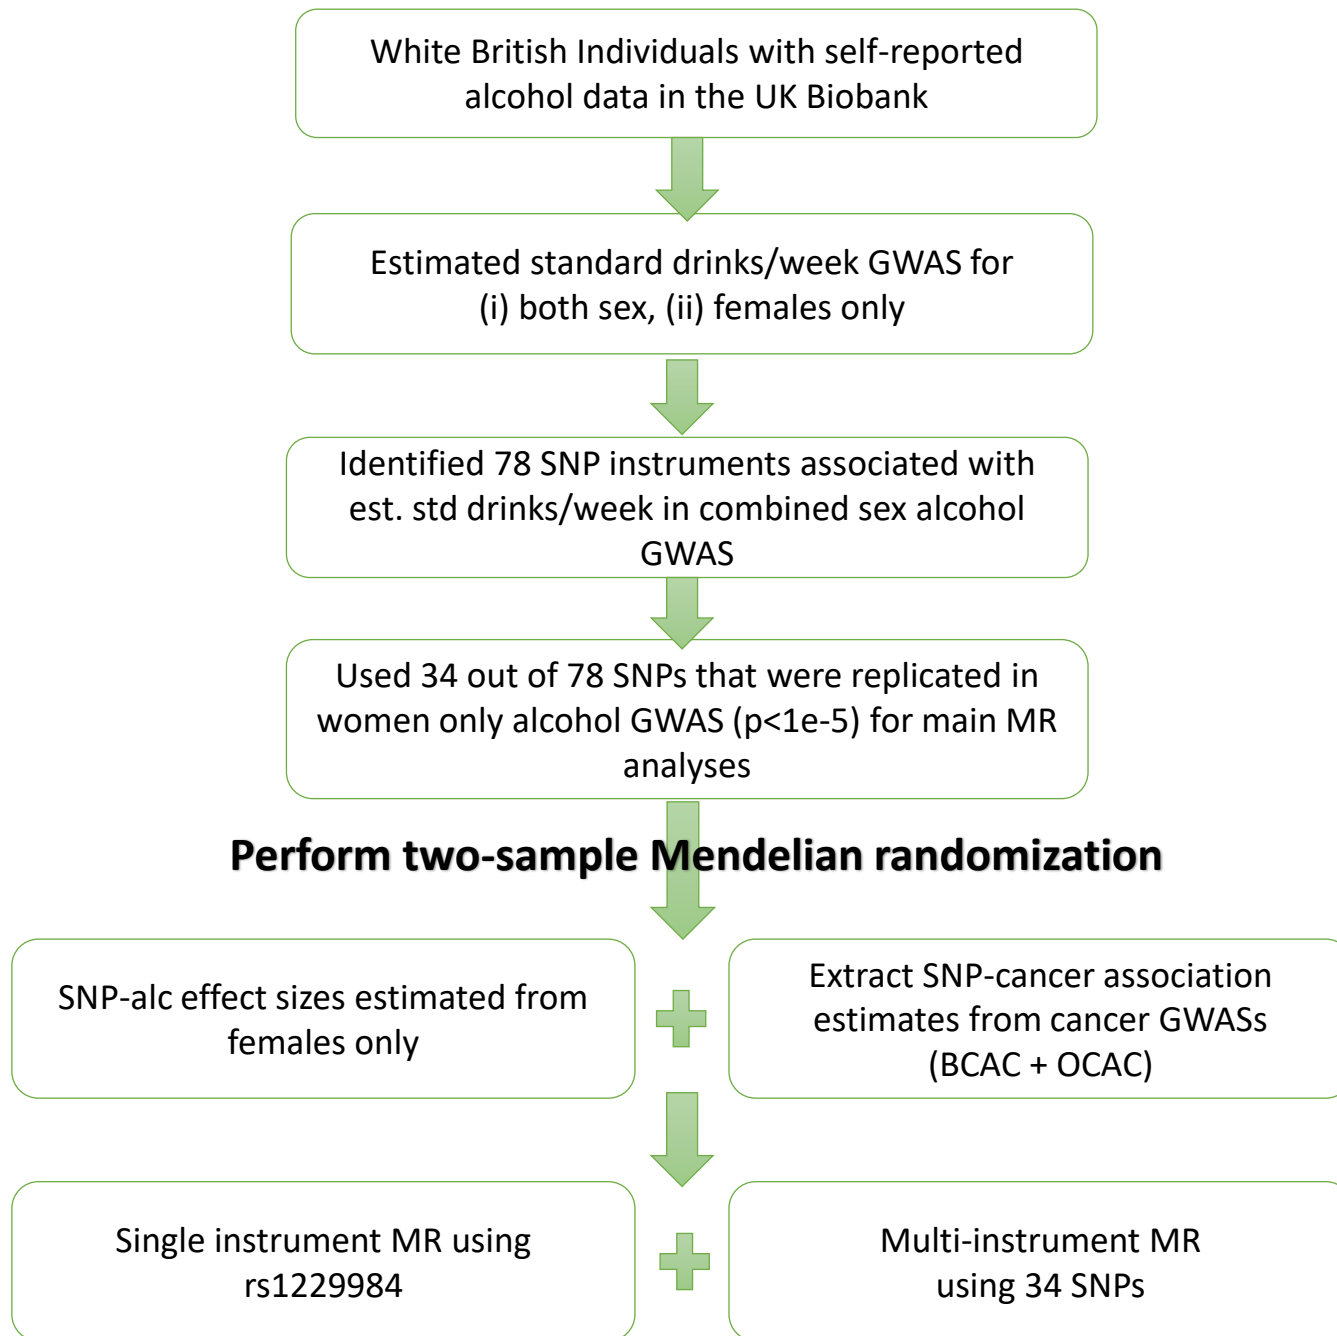 White British Individuals with self-reported
alcohol data in the UK Biobank
Estimated standard drinks/week GWAS for
(i) both sex, (ii) females only
Identified 78 SNP instruments associated with
est. std drinks/week in combined sex alcohol
GWAS
Used 34 out of 78 SNPs that were replicated in
women only alcohol GWAS (p<1e-5) for main MR
analyses
Perform two-sample Mendelian randomization
SNP-alc effect sizes estimated from
females only
Extract SNP-cancer association
estimates from cancer GWASs
(BCAC + OCAC)
Single instrument MR using
rs1229984
Multi-instrument MR
using 34 SNPs